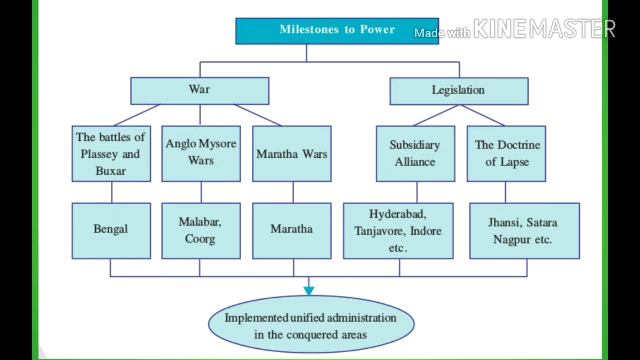 Milestones to Power
Made with KINEMASTER
War
Legislation
The battles of
Plassey and
Buxar
Anglo Mysore
Wars
Maratha Wars
Subsidiary
Alliance
The Doctrine
of Lapse
Bengal
Malabar,
Coorg
Maratha
Hyderabad,
Tanjavore, Indore
etc.
Jhansi, Satara
Nagpur etc.
Implemented unified administration
in the conquered areas